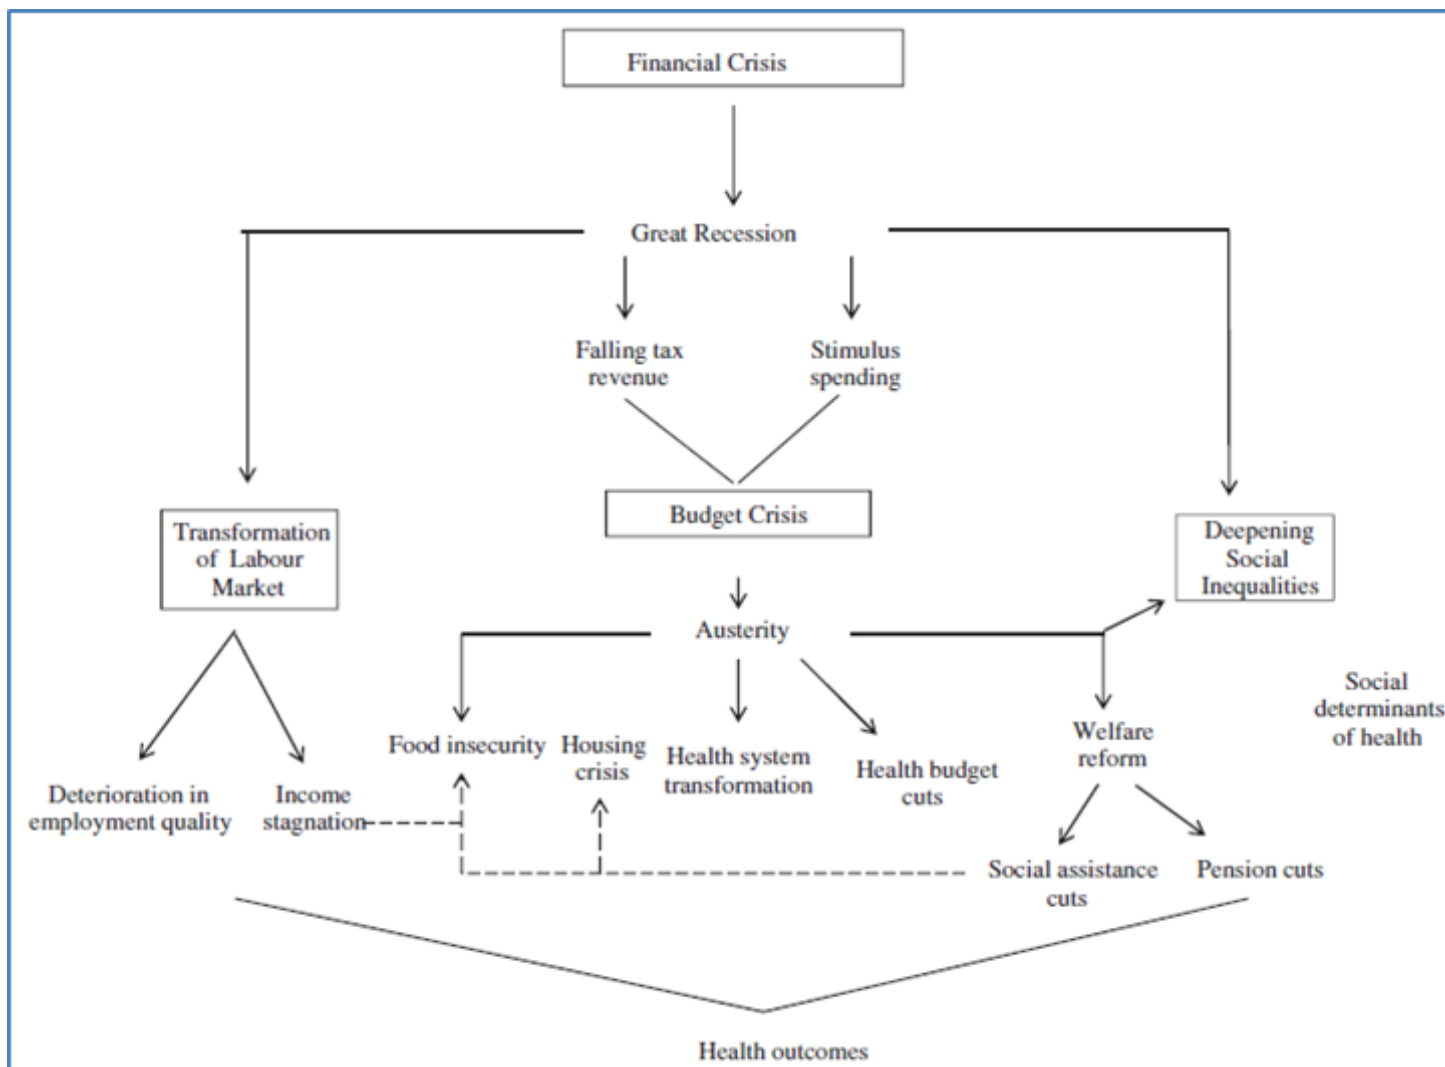 Financial Crisis
Great Recession
Falling tax
revenue
Stimulus
spending
Budget Crisis
Transformation
of Labour
Market
Deepening
Social
Inequalities
Austerity
Social
determinants
of health
Food insecurity
Housing
crisis
Health system
transformation
Health budget
cuts
Welfare
reform
Deterioration in
employment quality
Income
stagnation
Social assistance
cuts
Pension cuts
Health outcomes